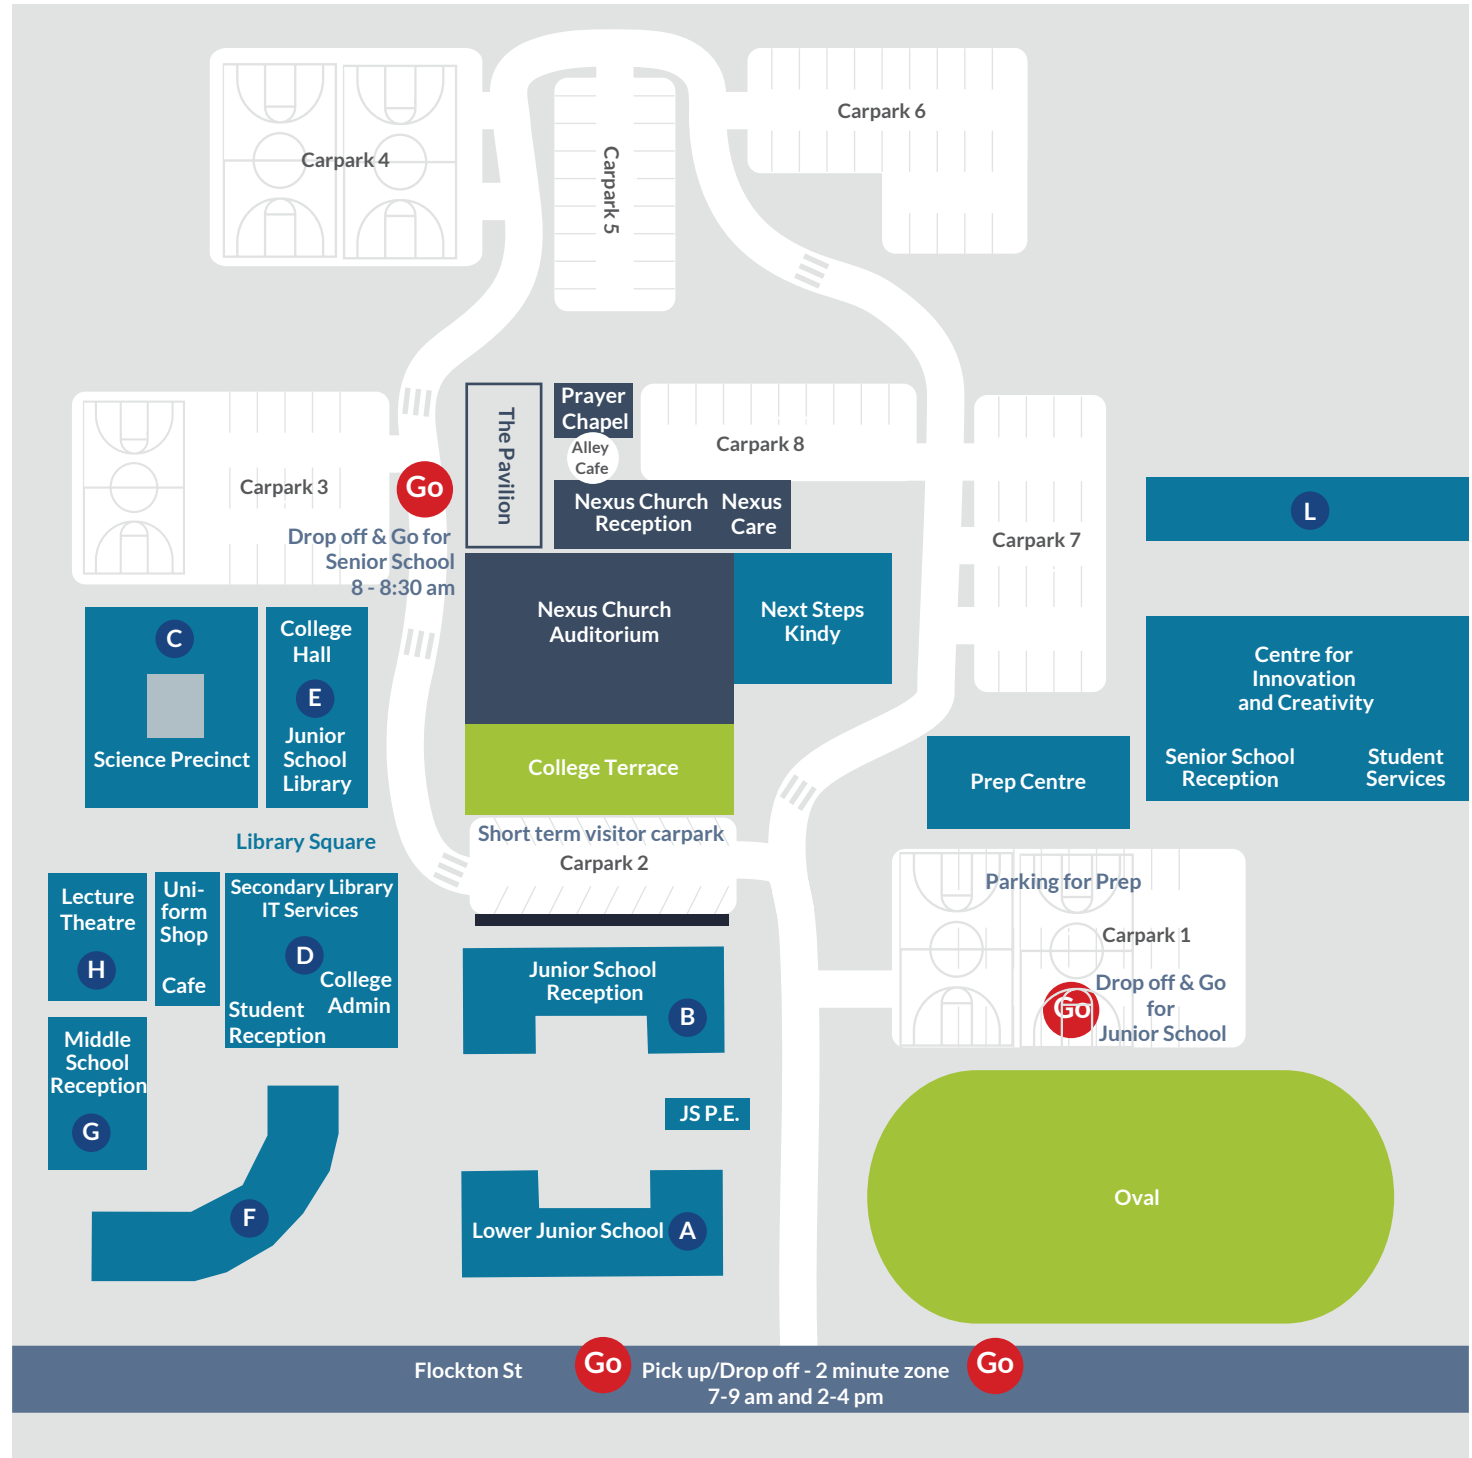 Carpark 4
Carpark 5
Carpark 6
Carpark 3
Go
Drop off & Go for
Senior School
8 - 8:30 am
The Pavilion
Prayer
Chapel
Alley
Cafe
Carpark 8
Nexus Church
Reception
Nexus
Care
Carpark 7
L
Nexus Church
Auditorium
Next Steps
Kindy
C
Science Precinct
College
Hall
E
Junior
School
Library
College Terrace
Centre for
Innovation
and Creativity
Senior School
Reception
Student
Services
Prep Centre
Library Square
Short term visitor carpark
Carpark 2
Lecture
Theatre
H
Uni-
form
Shop
Cafe
Secondary Library
IT Services
D
College
Admin
Student
Reception
Parking for Prep
Carpark 1
Go
Drop off & Go
for
Junior School
Junior School
Reception
B
Middle
School
Reception
G
JS P.E.
F
Lower Junior School
A
Oval
Flockton St
Go
Pick up/Drop off - 2 minute zone
7-9 am and 2-4 pm
Go